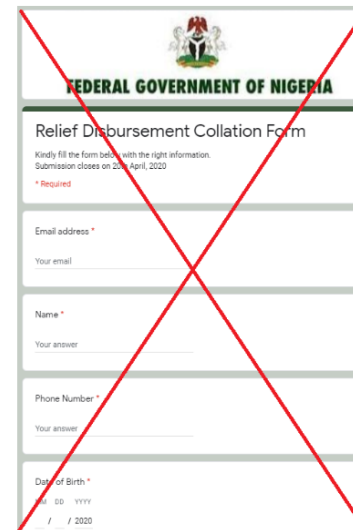 FEDERAL GOVERNMENT OF NIGERIA
Relief Disbursement Collation Form
Kindly fill the form below with the right information.
Submission closes on 20th April, 2020
* Required
Email address *
Your email
Name *
Your answer
Phone Number *
Your answer
Date of Birth *
MM DD YYYY
/ / 2020